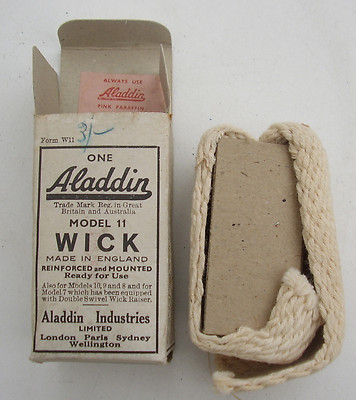 ALWAYS USE
Aladdin
PINK PARAFFIN
Form W11
3/-
ONE
Aladdin
Trade Mark Reg. in Great
Britain and Australia
MODEL 11
WICK
MADE IN ENGLAND
REINFORCED and MOUNTED
Ready for Use
Also for Models 10, 9 and 8 and for
Model 7 which has been equipped
with Double Swivel Wick Raiser.
Aladdin Industries
LIMITED
London Paris Sydney
Wellington